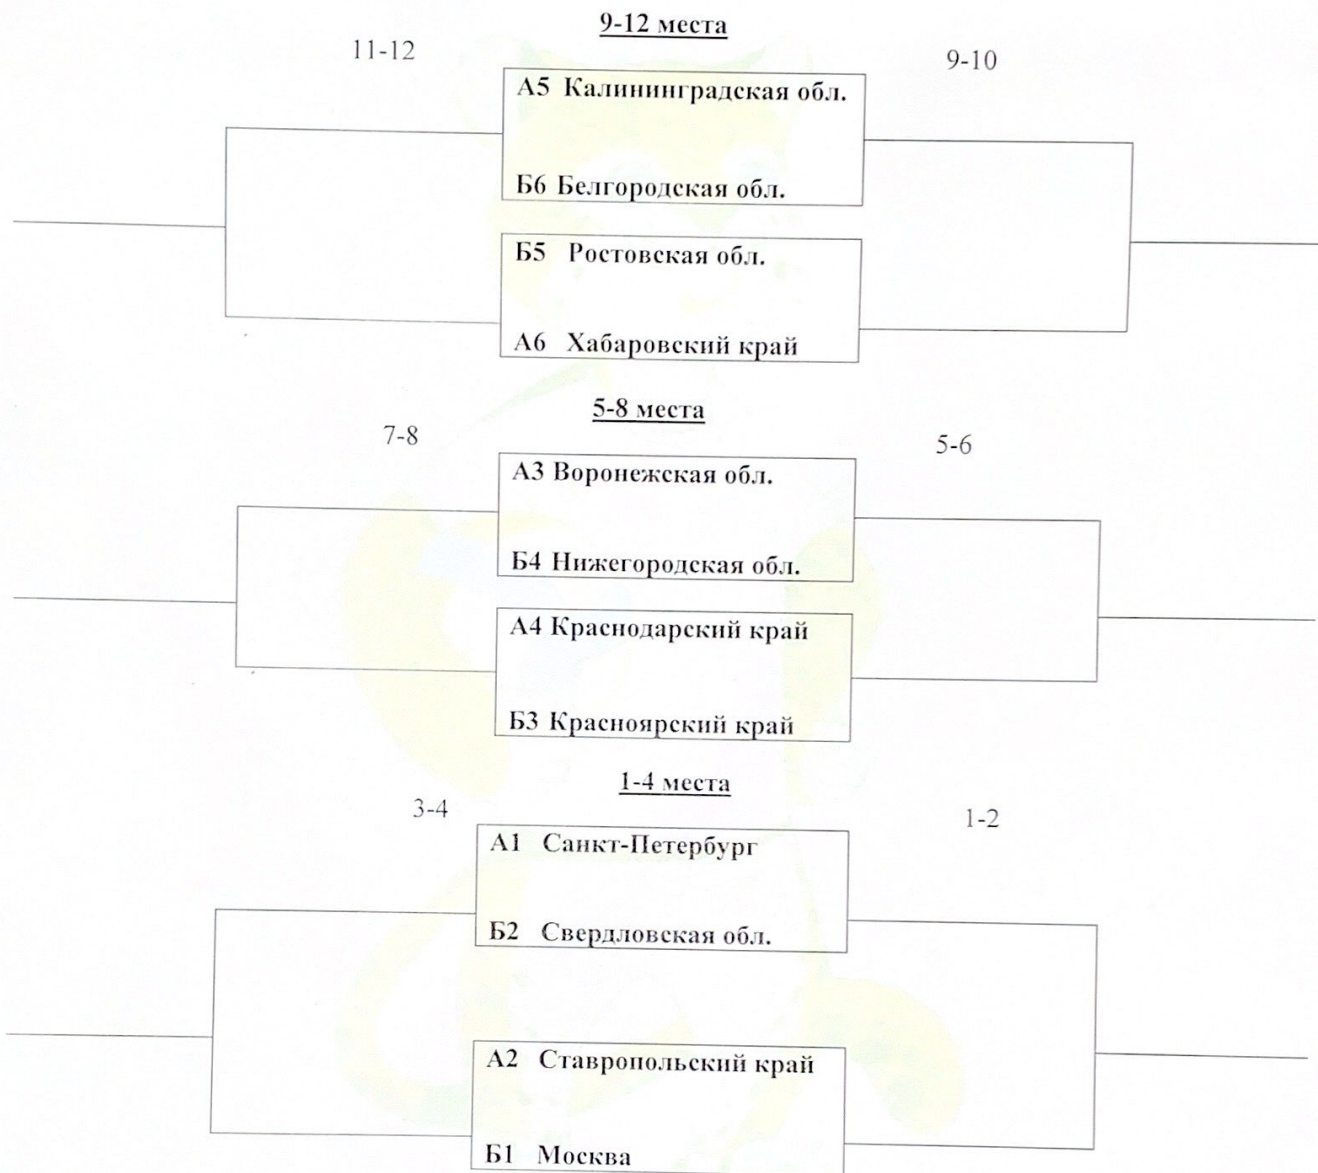 9-12 места
11-12
9-10
А5 Калининградская обл.
Б6 Белгородская обл.
Б5 Ростовская обл.
А6 Хабаровский край
5-8 места
7-8
5-6
А3 Воронежская обл.
Б4 Нижегородская обл.
А4 Краснодарский край
Б3 Красноярский край
1-4 места
3-4
1-2
А1 Санкт-Петербург
Б2 Свердловская обл.
А2 Ставропольский край
Б1 Москва